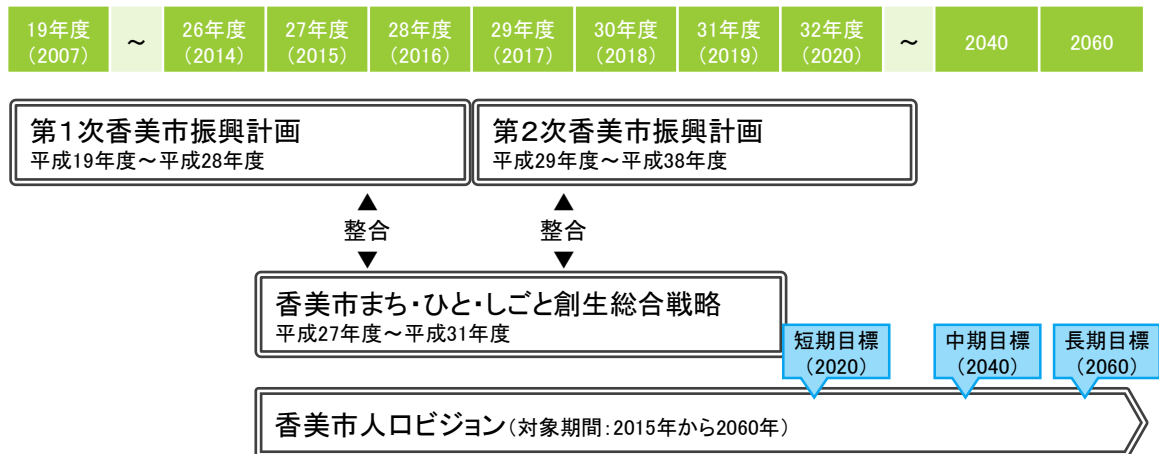 19年度 ～ 26年度 27年度 28年度 29年度 30年度 31年度 32年度 ～ 2040 2060
（2007） （2014） （2015） （2016） （2017） （2018） （2019） （2020）
第１次香美市振興計画
平成19年度～平成28年度
第２次香美市振興計画
平成29年度～平成38年度
▲ ▲
整合 整合
▼ ▼
香美市まち・ひと・しごと創生総合戦略
平成27年度～平成31年度
短期目標
（2020）
中期目標
（2040）
長期目標
（2060）
香美市人口ビジョン（対象期間：2015年から2060年）